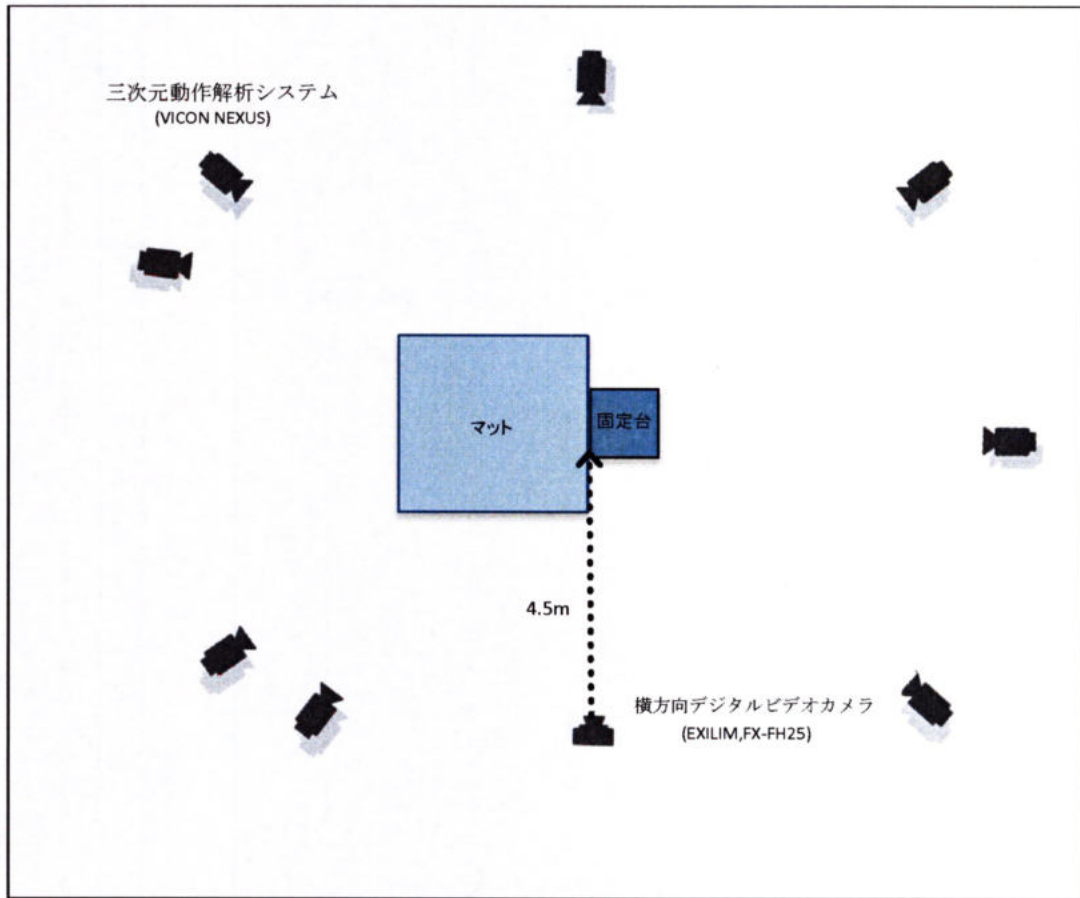 三次元動作解析システム
(VICON NEXUS)
マット
固定台
4.5m
横方向デジタルビデオカメラ
(EXILIM,FX-FH25)